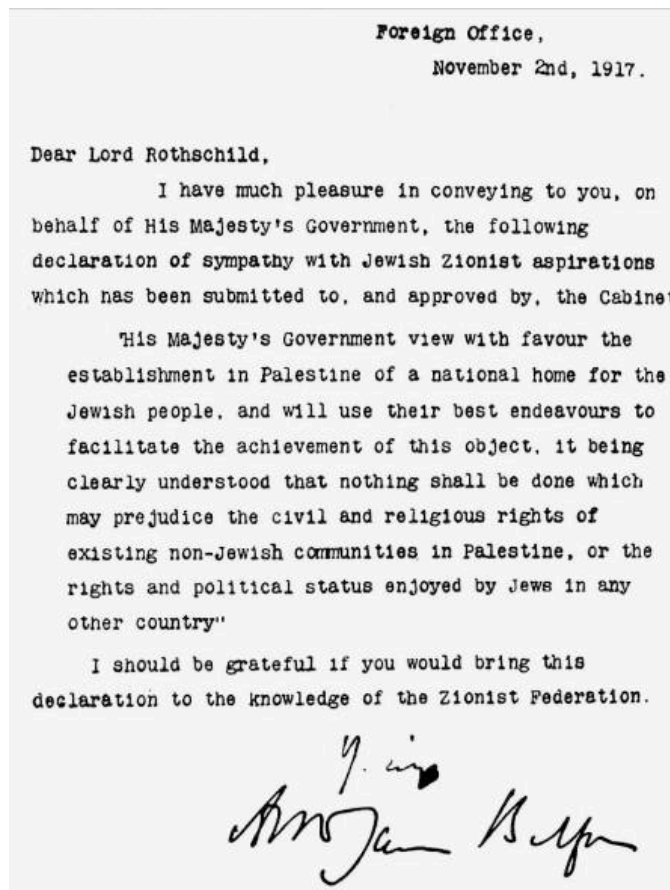 Foreign Office,
November 2nd, 1917.
Dear Lord Rothschild,
I have much pleasure in conveying to you, on
behalf of His Majesty's Government, the following
declaration of sympathy with Jewish Zionist aspirations
which has been submitted to, and approved by, the Cabinet
"His Majesty's Government view with favour the
establishment in Palestine of a national home for the
Jewish people, and will use their best endeavours to
facilitate the achievement of this object, it being
clearly understood that nothing shall be done which
may prejudice the civil and religious rights of
existing non-Jewish communities in Palestine, or the
rights and political status enjoyed by Jews in any
other country"
I should be grateful if you would bring this
declaration to the knowledge of the Zionist Federation.
Arthur James Balfour